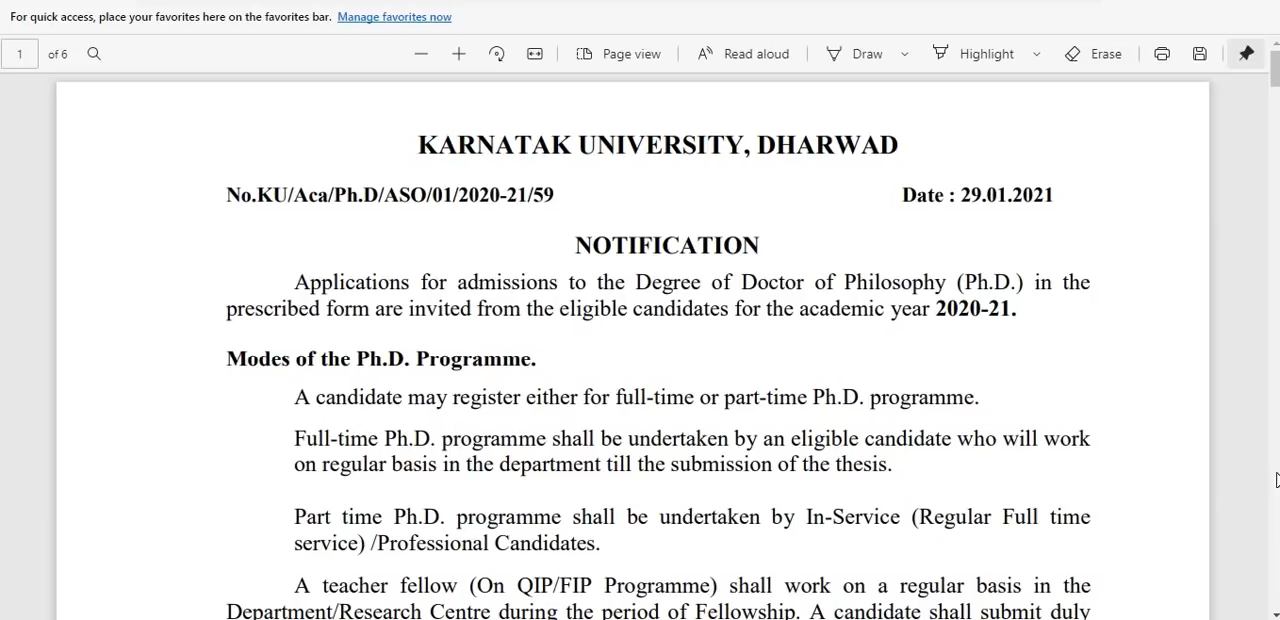 For quick access, place your favorites here on the favorites bar. Manage favorites now
1 of 6 Page view Read aloud Draw Highlight Erase
KARNATAK UNIVERSITY, DHARWAD
No.KU/Aca/Ph.D/ASO/01/2020-21/59 Date : 29.01.2021
NOTIFICATION
Applications for admissions to the Degree of Doctor of Philosophy (Ph.D.) in the
prescribed form are invited from the eligible candidates for the academic year 2020-21.
Modes of the Ph.D. Programme.
A candidate may register either for full-time or part-time Ph.D. programme.
Full-time Ph.D. programme shall be undertaken by an eligible candidate who will work
on regular basis in the department till the submission of the thesis.
Part time Ph.D. programme shall be undertaken by In-Service (Regular Full time
service) /Professional Candidates.
A teacher fellow (On QIP/FIP Programme) shall work on a regular basis in the
Department/Research Centre during the period of Fellowship. A candidate shall submit duly